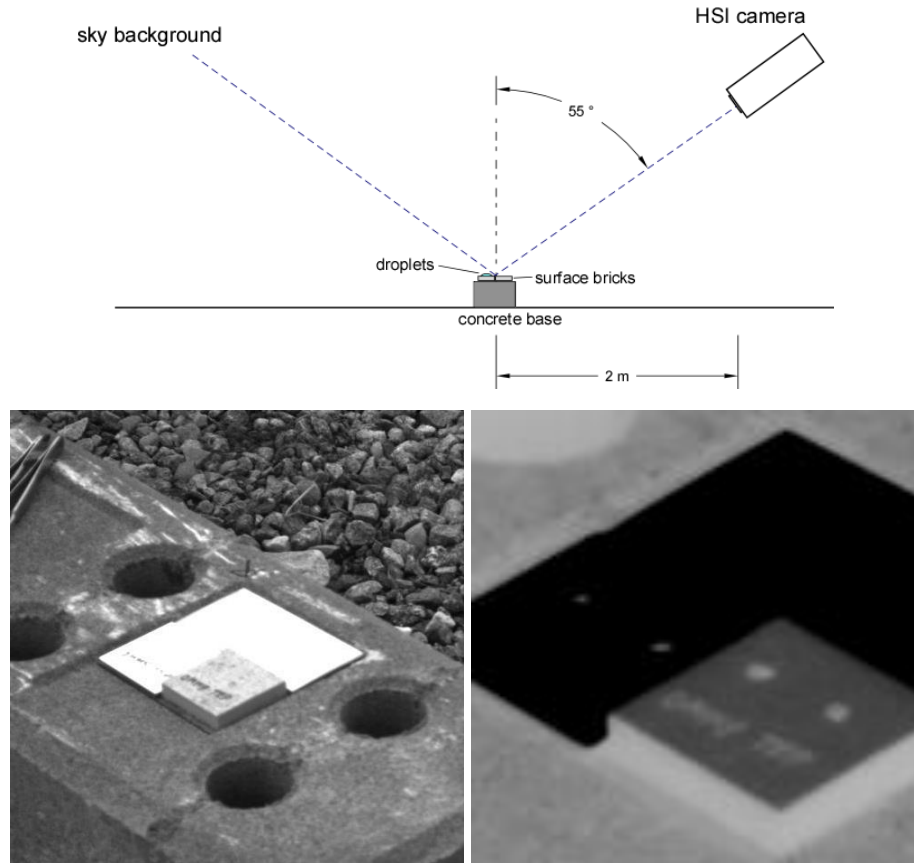 HSI camera
sky background
55 °
droplets
surface bricks
concrete base
2 m